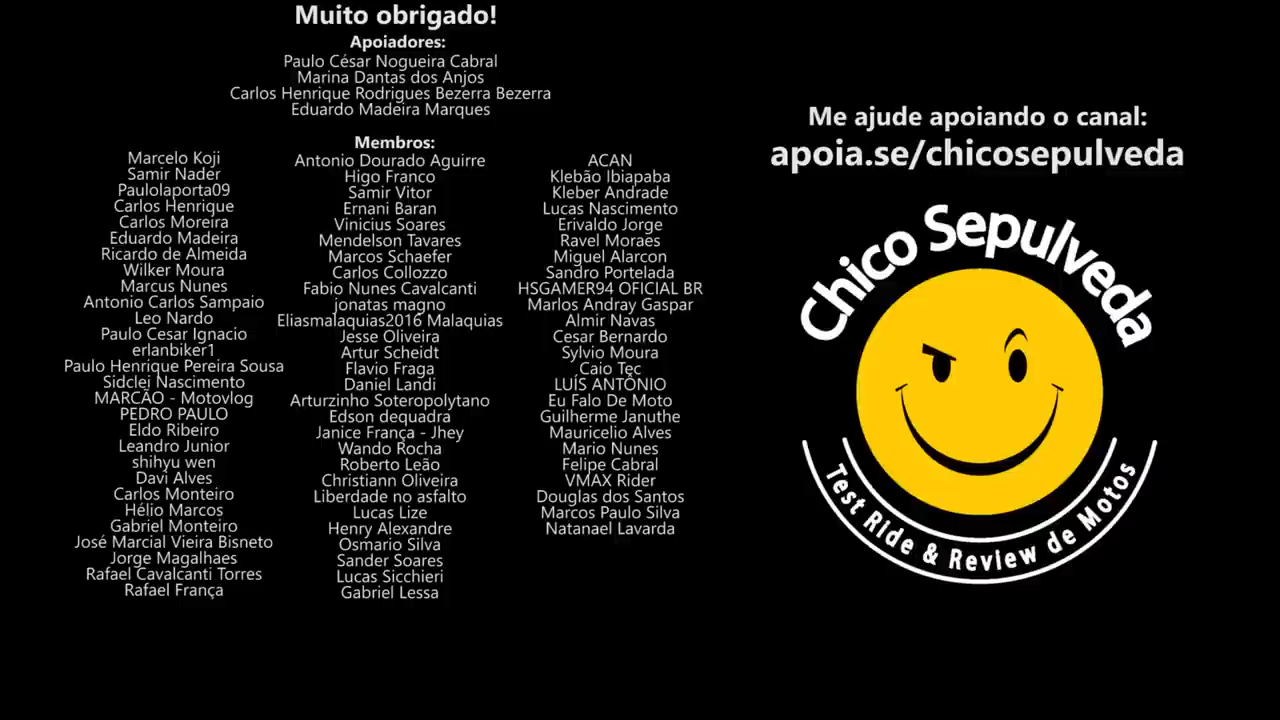 Muito obrigado!
Apoiadores:
Paulo César Nogueira Cabral
Marina Dantas dos Anjos
Carlos Henrique Rodrigues Bezerra Bezerra
Eduardo Madeira Marques
Membros:
Marcelo Koji
Samir Nader
Paulolaporta09
Carlos Henrique
Carlos Moreira
Eduardo Madeira
Ricardo de Almeida
Wilker Moura
Marcus Nunes
Antonio Carlos Sampaio
Leo Nardo
Paulo Cesar Ignacio
erlanbiker1
Paulo Henrique Pereira Sousa
Sidclei Nascimento
MARCÃO - Motovlog
PEDRO PAULO
Eldo Ribeiro
Leandro Junior
shihyu wen
Davi Alves
Carlos Monteiro
Hélio Marcos
Gabriel Monteiro
José Marcial Vieira Bisneto
Jorge Magalhaes
Rafael Cavalcanti Torres
Rafael França
Antonio Dourado Aguirre
Higo Franco
Samir Vitor
Ernani Baran
Vinicius Soares
Mendelson Tavares
Marcos Schaefer
Carlos Collozzo
Fabio Nunes Cavalcanti
jonatas magno
Eliasmalaquias2016 Malaquias
Jesse Oliveira
Artur Scheidt
Flavio Fraga
Daniel Landi
Arturzinho Soteropolytano
Edson dequadra
Janice França - Jhey
Wando Rocha
Roberto Leão
Christiann Oliveira
Liberdade no asfalto
Lucas Lize
Henry Alexandre
Osmario Silva
Sander Soares
Lucas Sicchieri
Gabriel Lessa
ACAN
Klebão Ibiapaba
Kleber Andrade
Lucas Nascimento
Erivaldo Jorge
Ravel Moraes
Miguel Alarcon
Sandro Portelada
HSGAMER94 OFICIAL BR
Marlos Andray Gaspar
Almir Navas
Cesar Bernardo
Sylvio Moura
Caio Teç
LUÍS ANTÔNIO
Eu Falo De Moto
Guilherme Januthe
Mauricelio Alves
Mario Nunes
Felipe Cabral
VMAX Rider
Douglas dos Santos
Marcos Paulo Silva
Natanael Lavarda
Me ajude apoiando o canal:
apoia.se/chicosepulveda
Chico Sepulveda
Test Ride & Review de Motos